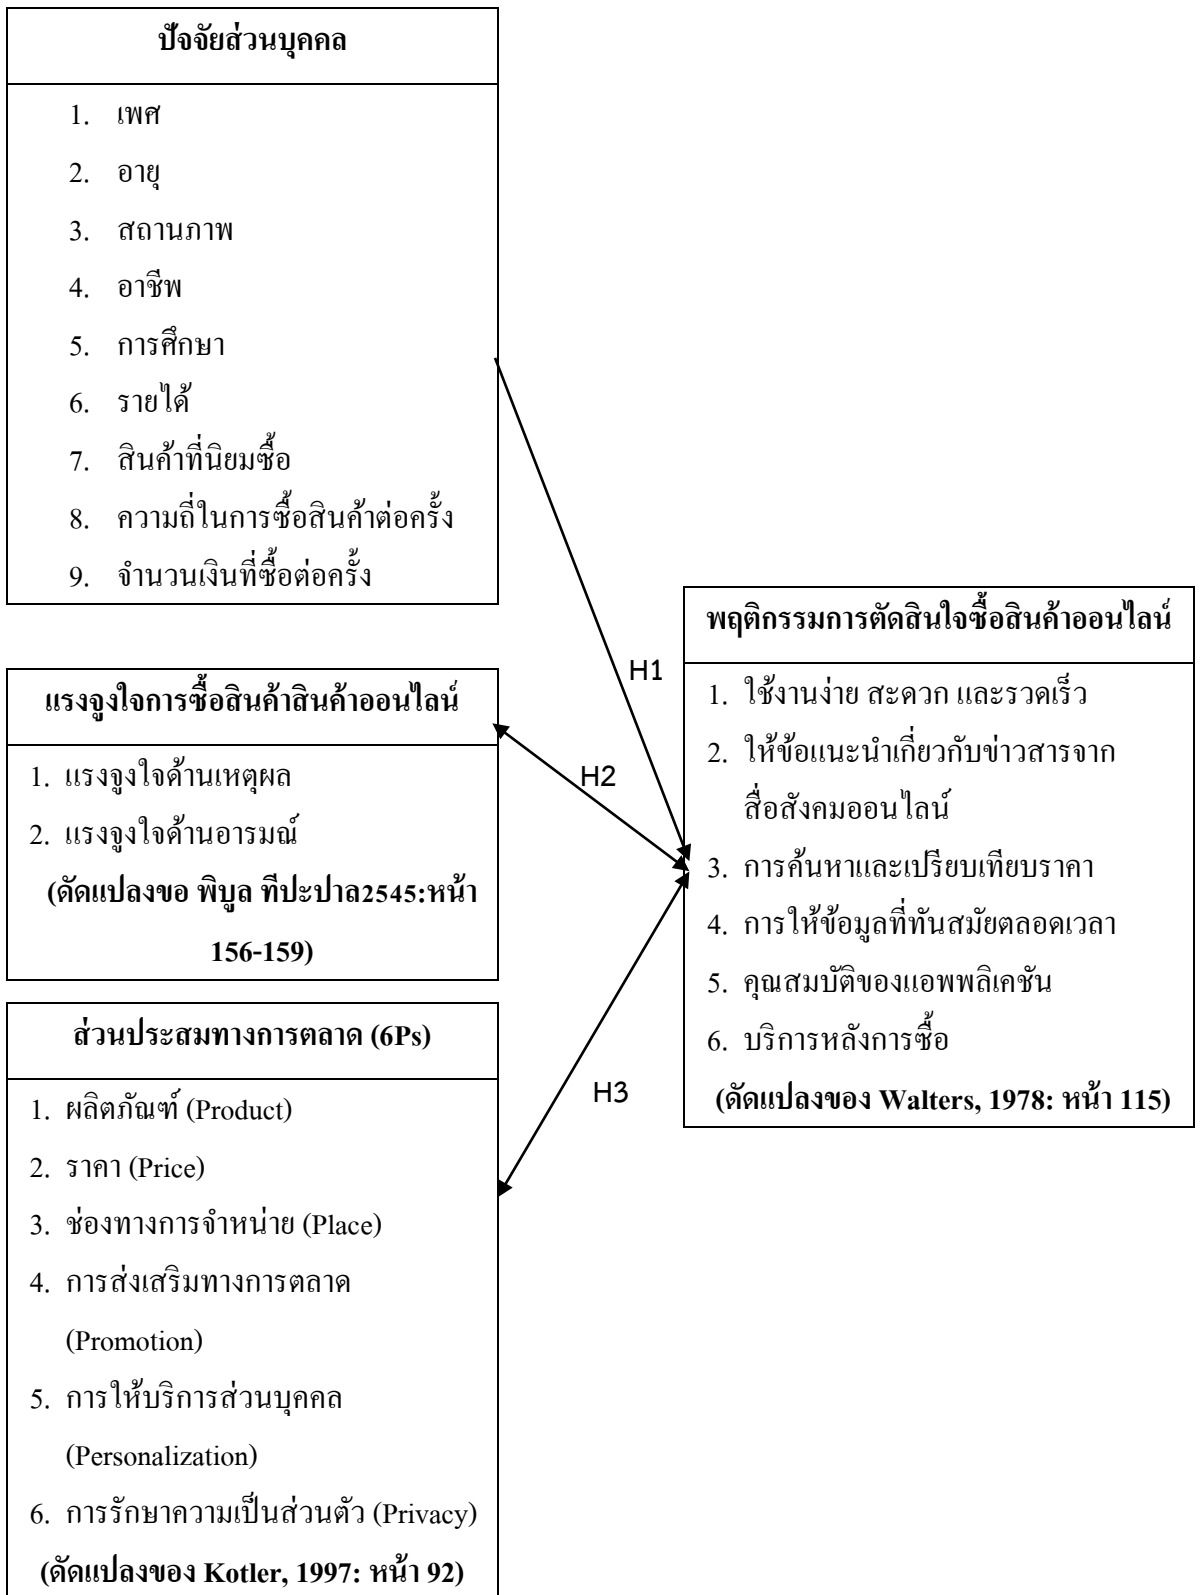 ปัจจัยส่วนบุคคล
1. เพศ
2. อายุ
3. สถานภาพ
4. อาชีพ
5. การศึกษา
6. รายได้
7. สินค้าที่นิยมซื้อ
8. ความถี่ในการซื้อสินค้าต่อครั้ง
9. จำนวนเงินที่ซื้อต่อครั้ง
แรงจูงใจการซื้อสินค้าสินค้าออนไลน์
1. แรงจูงใจด้านเหตุผล
2. แรงจูงใจด้านอารมณ์
(ดัดแปลงขอ พิบูล ทีปะปาล2545:หน้า
156-159)
ส่วนประสมทางการตลาด (6Ps)
1. ผลิตภัณฑ์ (Product)
2. ราคา (Price)
3. ช่องทางการจำหน่าย (Place)
4. การส่งเสริมทางการตลาด
(Promotion)
5. การให้บริการส่วนบุคคล
(Personalization)
6. การรักษาความเป็นส่วนตัว (Privacy)
(ดัดแปลงของ Kotler, 1997: หน้า 92)
H1
H2
H3
พฤติกรรมการตัดสินใจซื้อสินค้าออนไลน์
1. ใช้งานง่าย สะดวก และรวดเร็ว
2. ให้ข้อแนะนำเกี่ยวกับข่าวสารจาก
สื่อสังคมออนไลน์
3. การค้นหาและเปรียบเทียบราคา
4. การให้ข้อมูลที่ทันสมัยตลอดเวลา
5. คุณสมบัติของแอพพลิเคชัน
6. บริการหลังการซื้อ
(ดัดแปลงของ Walters, 1978: หน้า 115)